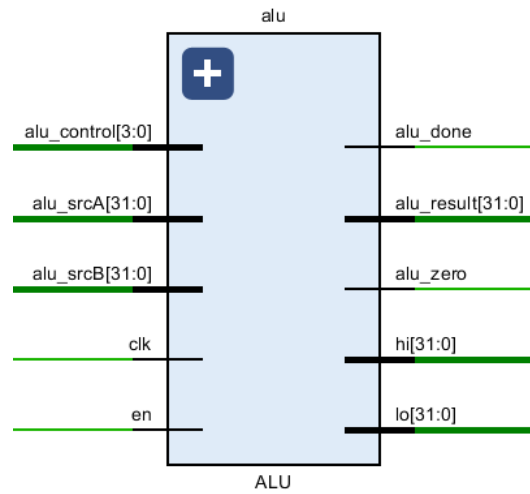 alu
alu_control[3:0]
alu_done
alu_srcA[31:0]
alu_result[31:0]
alu_srcB[31:0]
alu_zero
clk
hi[31:0]
en
lo[31:0]
ALU